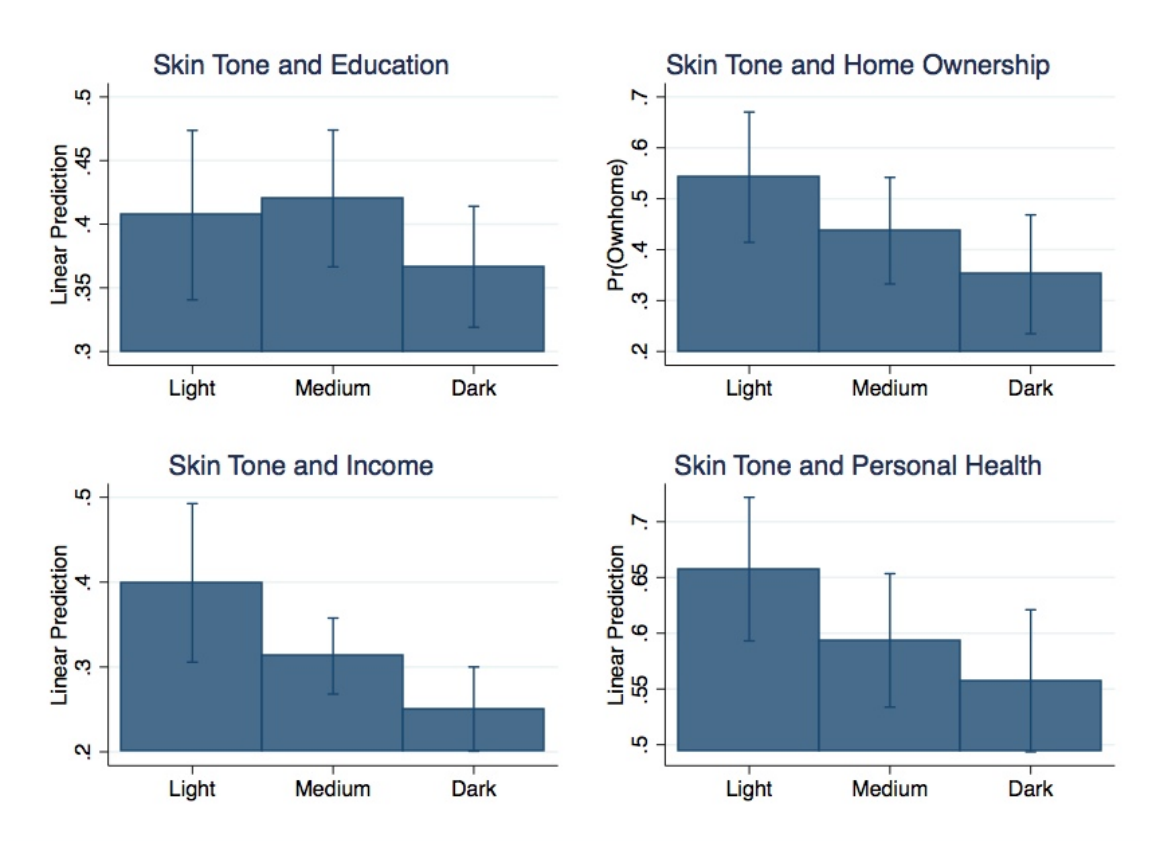 Skin Tone and Education
Linear Prediction
.5
.45
.4
.35
.3
Light Medium Dark
Skin Tone and Home Ownership
Pr(Ownhome)
.7
.6
.5
.4
.3
.2
Light Medium Dark
Skin Tone and Income
Linear Prediction
.5
.4
.3
.2
Light Medium Dark
Skin Tone and Personal Health
Linear Prediction
.7
.65
.6
.55
.5
Light Medium Dark